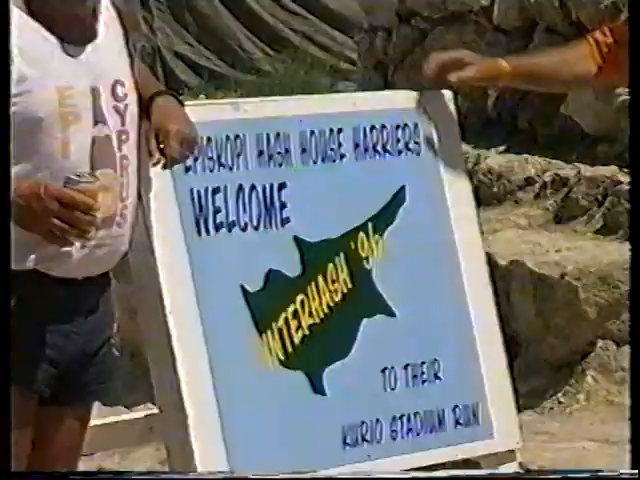 EPISKOPI HASH HOUSE HARRIERS
WELCOME
INTERHASH '96
TO THEIR
KURIO STADIUM RUN
EPI
CYPRUS